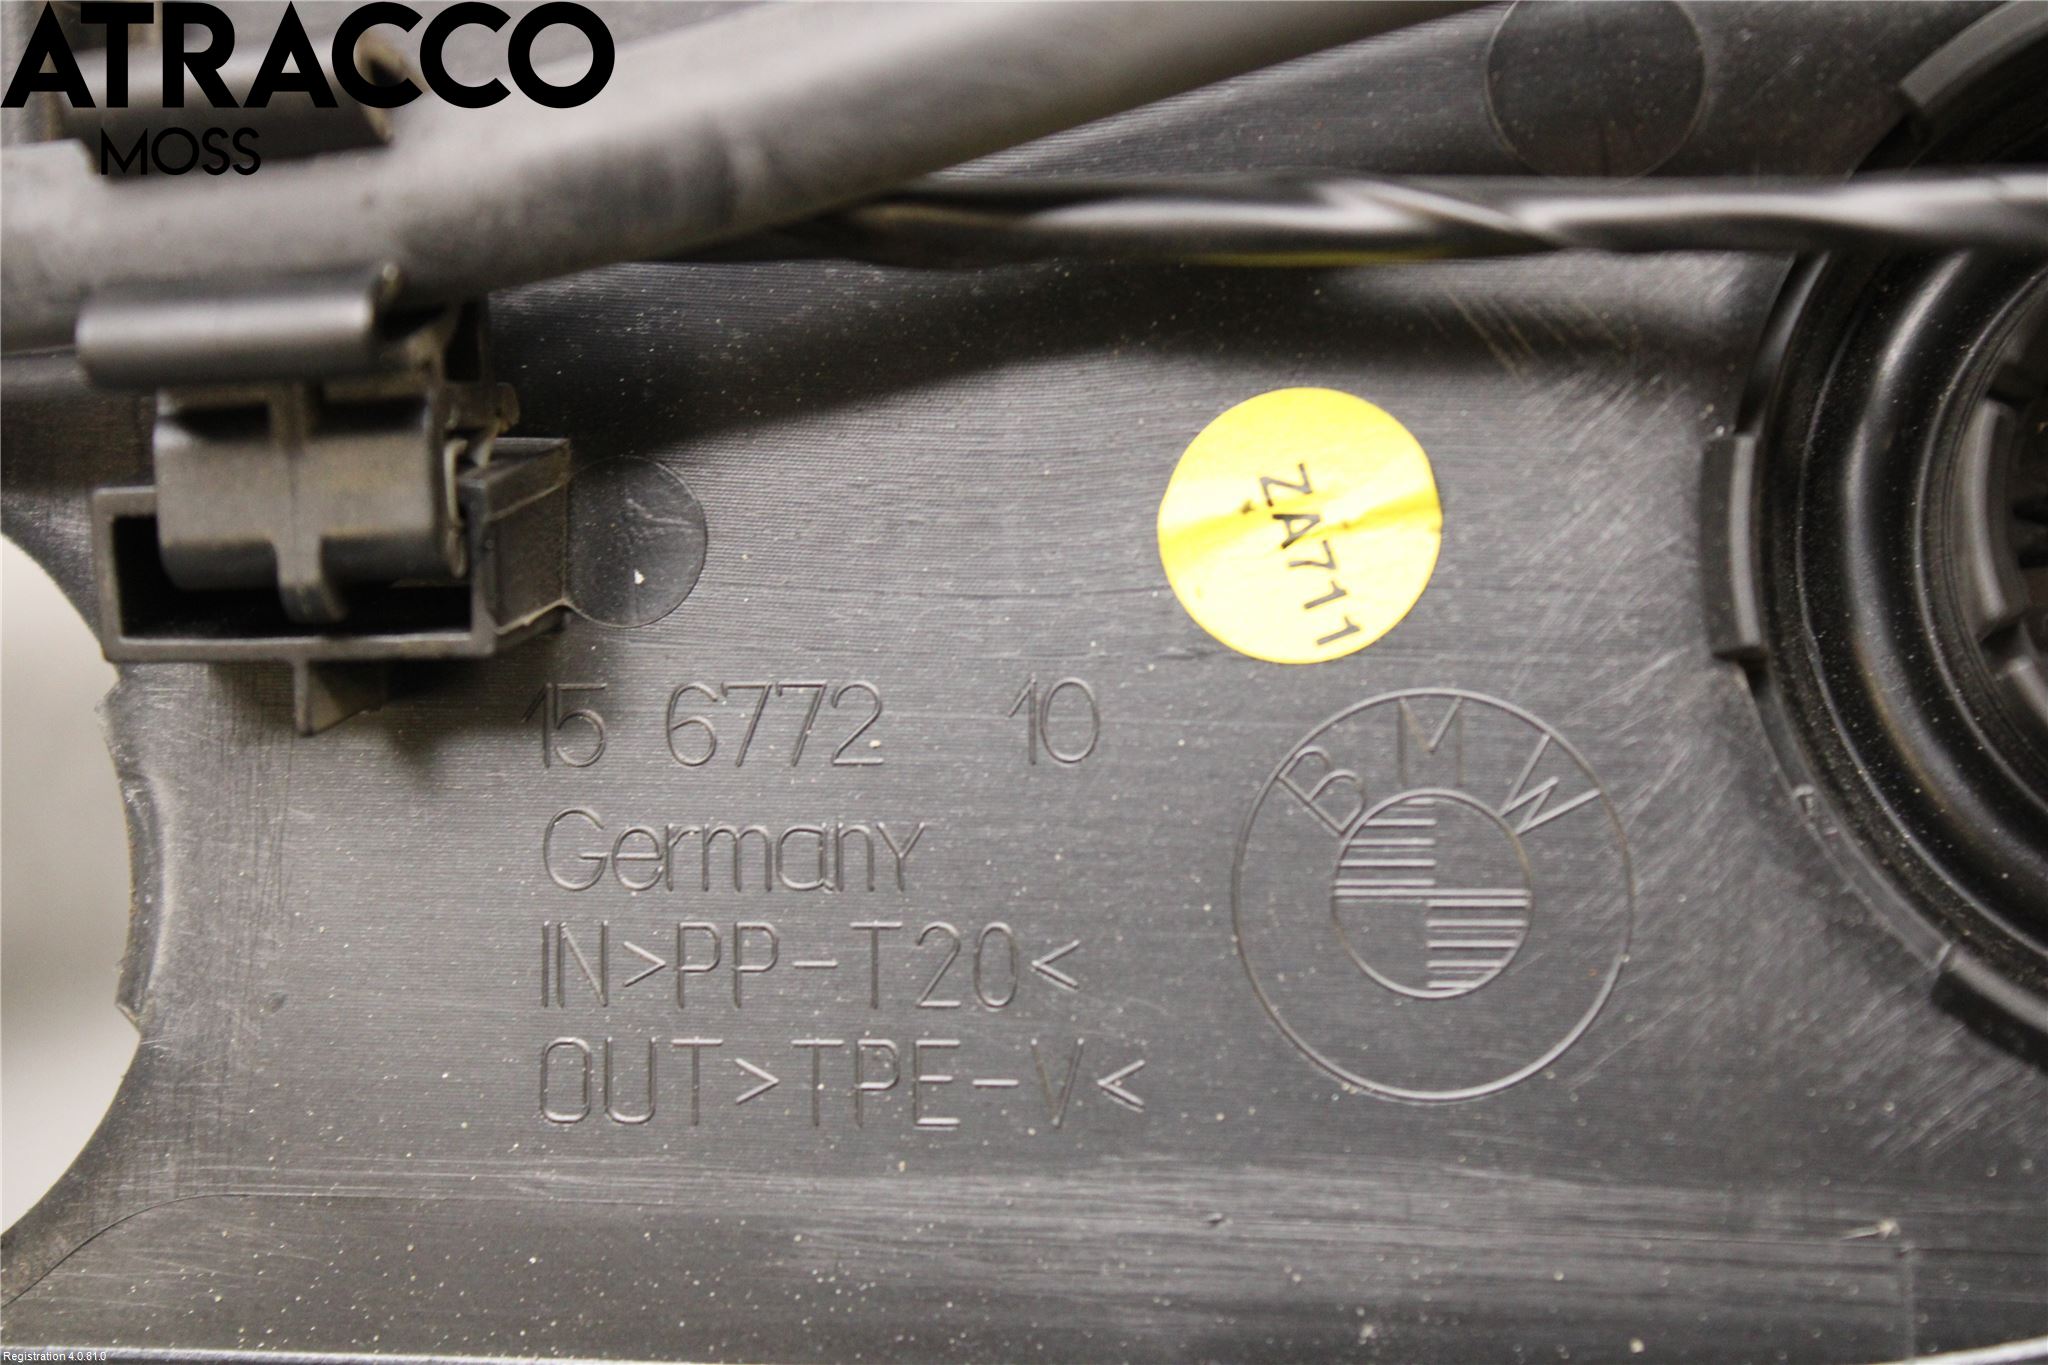 ATRACCO
MOSS
ZA711
15 6772 10
Germany
BMW
IN>PP-T20<
OUT>TPE-V<
Registration 4.0.81.0